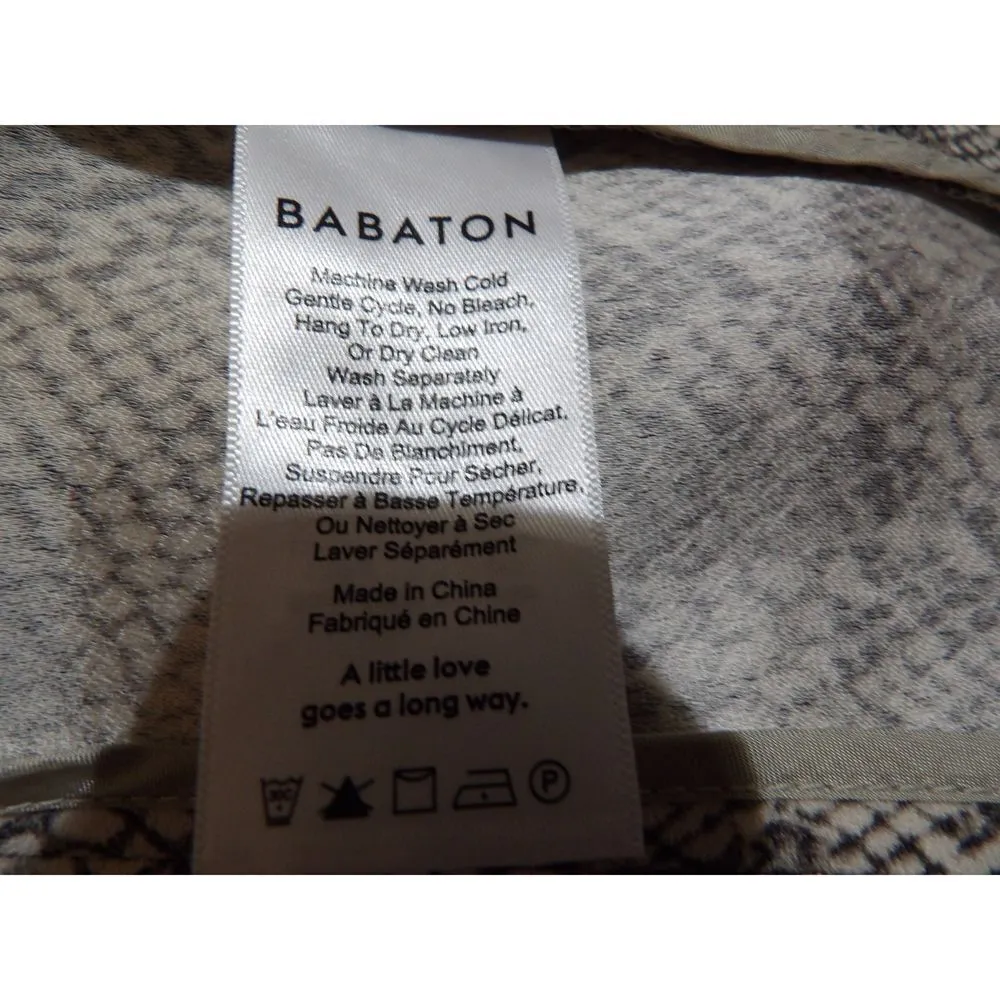 BABATON
Machine Wash Cold
Gentle Cycle, No Bleach,
Hang To Dry, Low Iron,
Or Dry Clean
Wash Separately
Laver à La Machine à
L'eau Froide Au Cycle Délicat.
Pas De Blanchiment,
Suspendre Pour Sécher,
Repasser à Basse Température,
Ou Nettoyer à Sec
Laver Séparément
Made in China
Fabriqué en Chine
A little love
goes a long way.
30C P